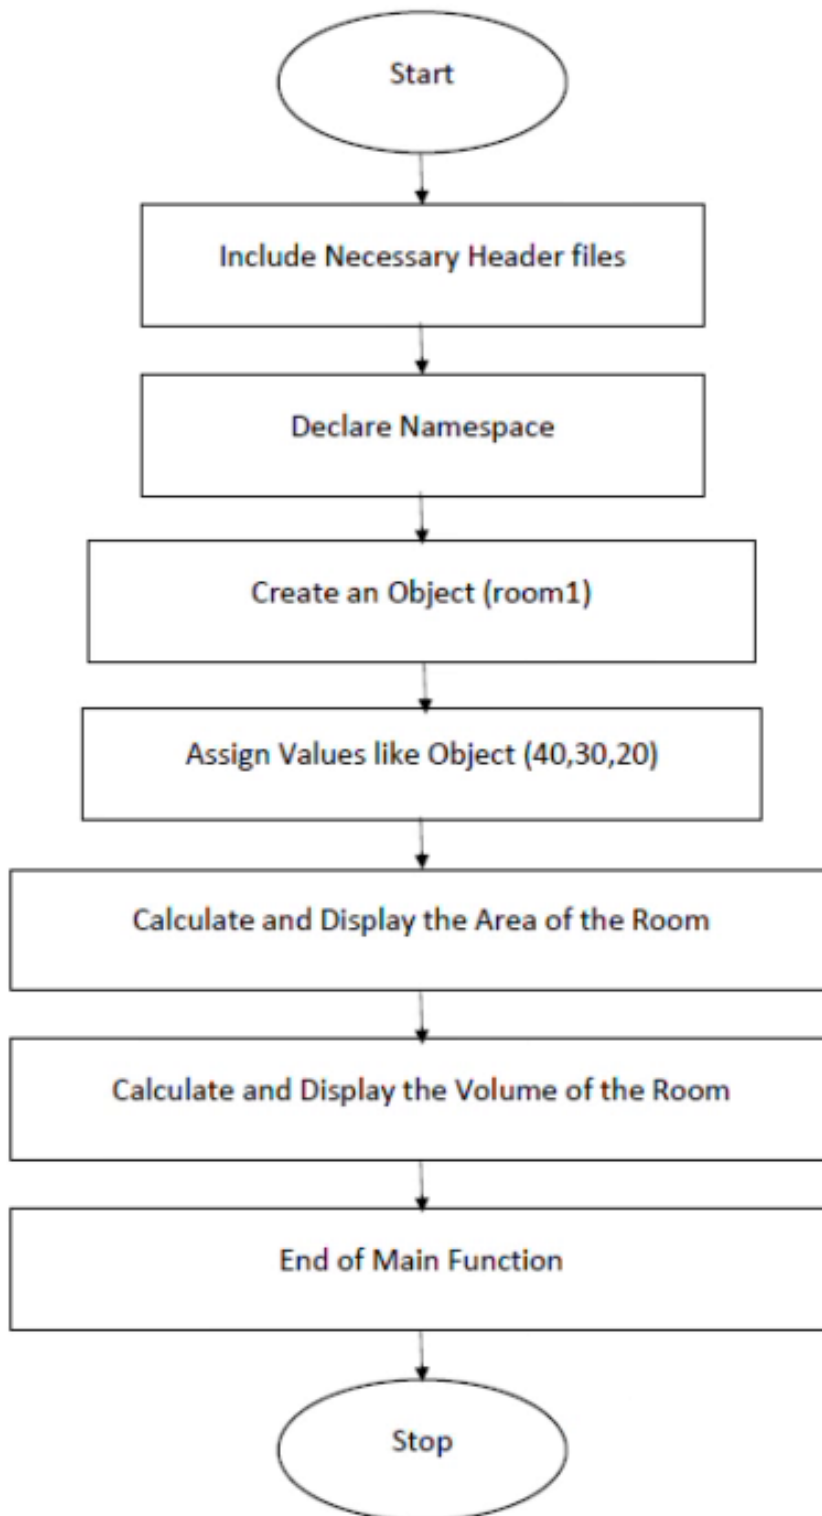 Start
Include Necessary Header files
Declare Namespace
Create an Object (room1)
Assign Values like Object (40,30,20)
Calculate and Display the Area of the Room
Calculate and Display the Volume of the Room
End of Main Function
Stop